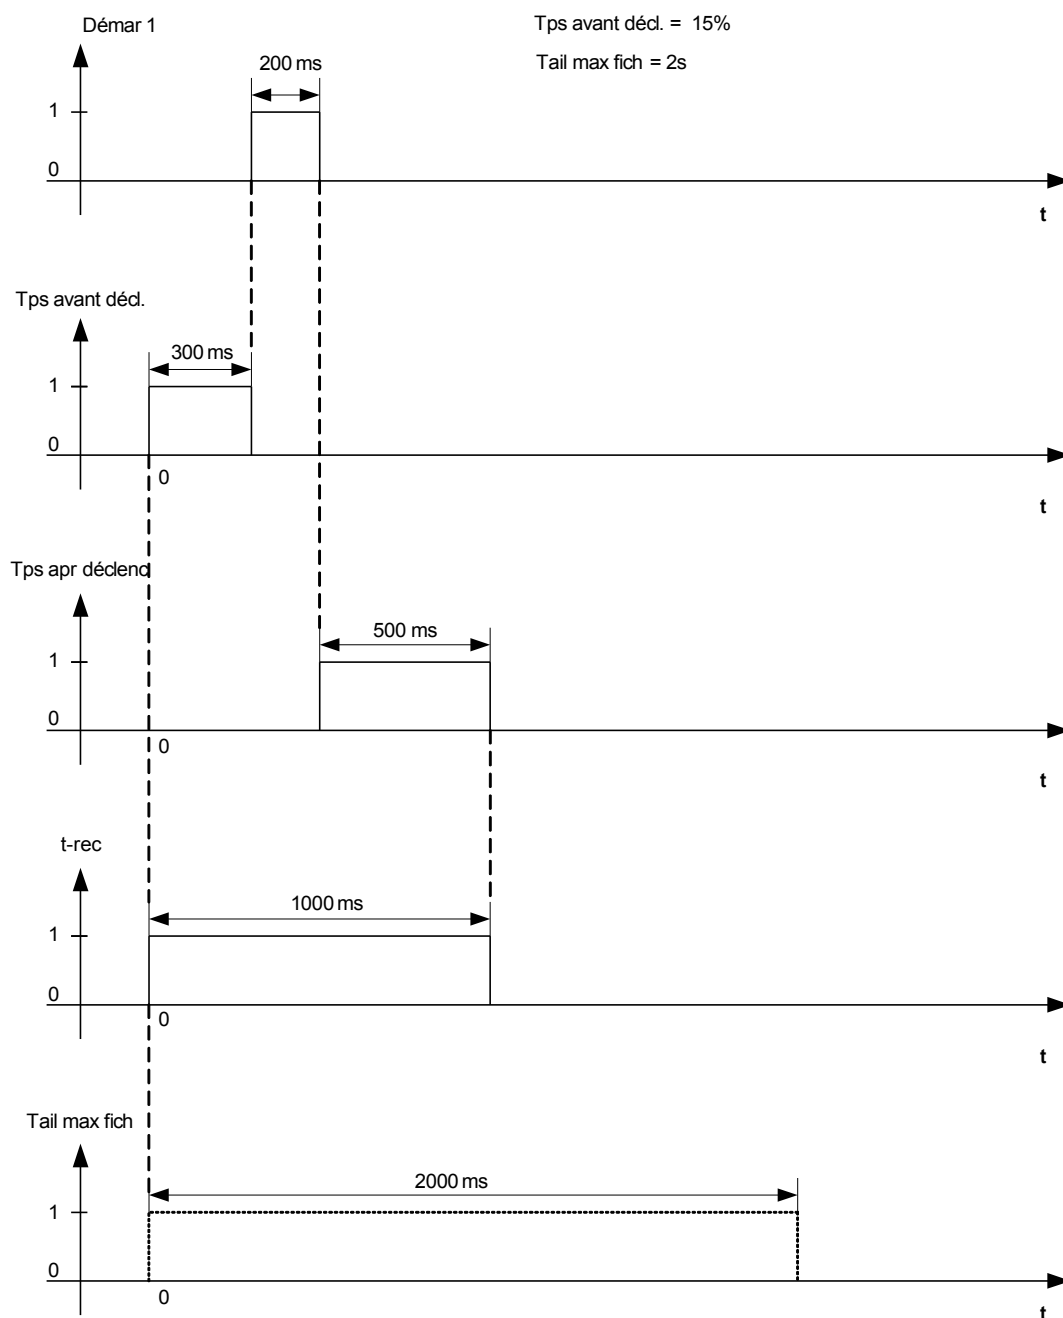 Démar 1
Tps avant décl. = 15%
Tail max fich = 2s
200 ms
1
0
t
Tps avant décl.
300 ms
1
0
0
t
Tps apr déclenc
500 ms
1
0
0
t
t-rec
1000 ms
1
0
0
t
Tail max fich
2000 ms
1
0
0
t